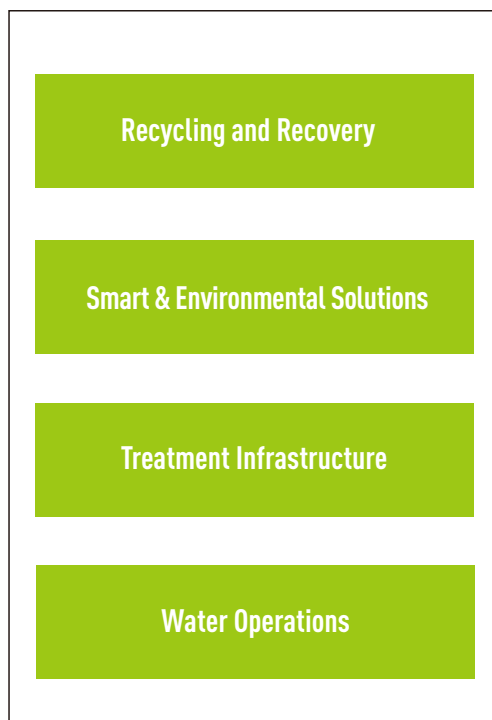 Recycling and Recovery
Smart & Environmental Solutions
Treatment Infrastructure
Water Operations